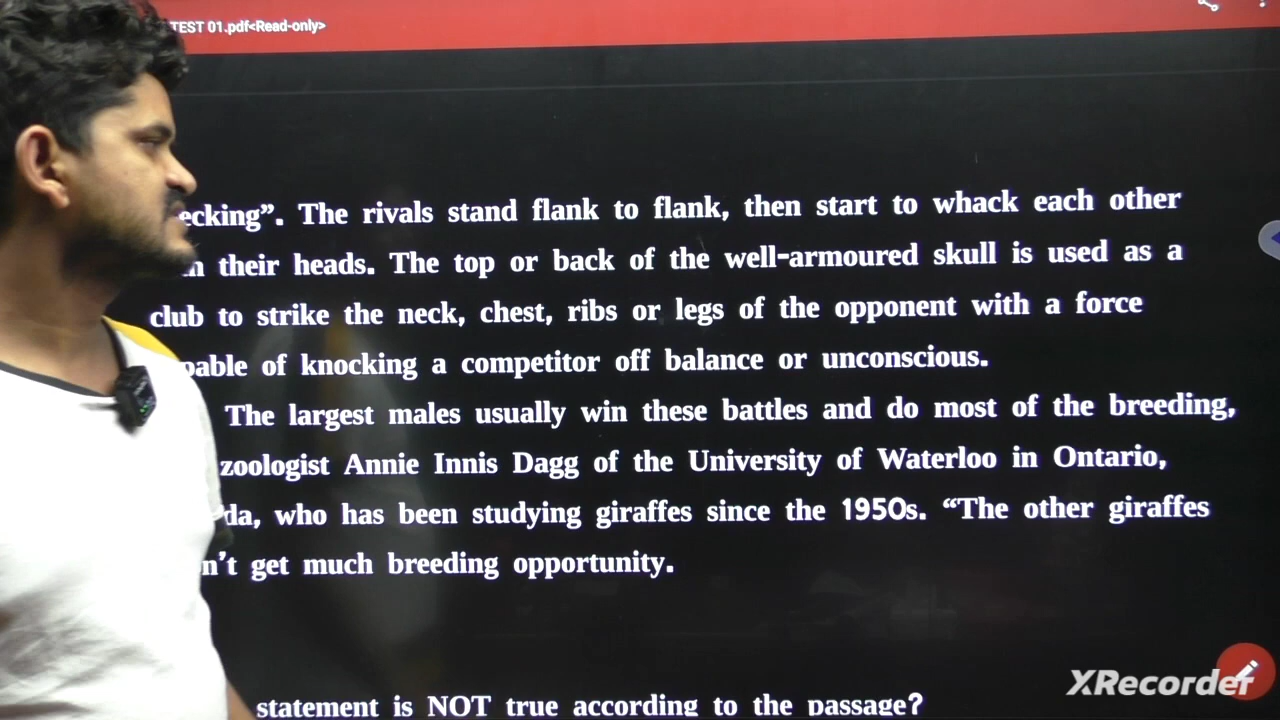 TEST 01.pdf<Read-only>
ecking”. The rivals stand flank to flank, then start to whack each other
their heads. The top or back of the well-armoured skull is used as a
club to strike the neck, chest, ribs or legs of the opponent with a force
of knocking a competitor off balance or unconscious.
The largest males usually win these battles and do most of the breeding,
zoologist Annie Innis Dagg of the University of Waterloo in Ontario,
da, who has been studying giraffes since the 1950s. “The other giraffes
n’t get much breeding opportunity.
statement is NOT true according to the passage?
XRecorder